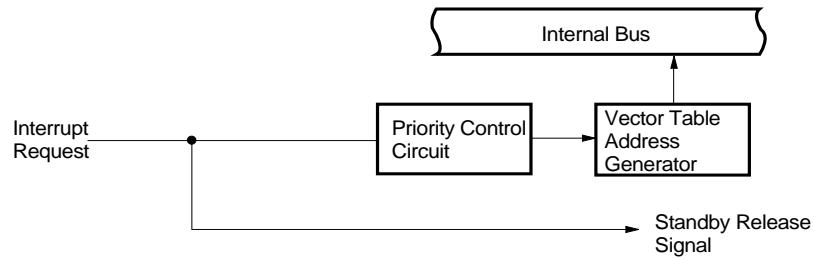 Internal Bus
Interrupt
Request
Priority Control
Circuit
Vector Table
Address
Generator
Standby Release
Signal